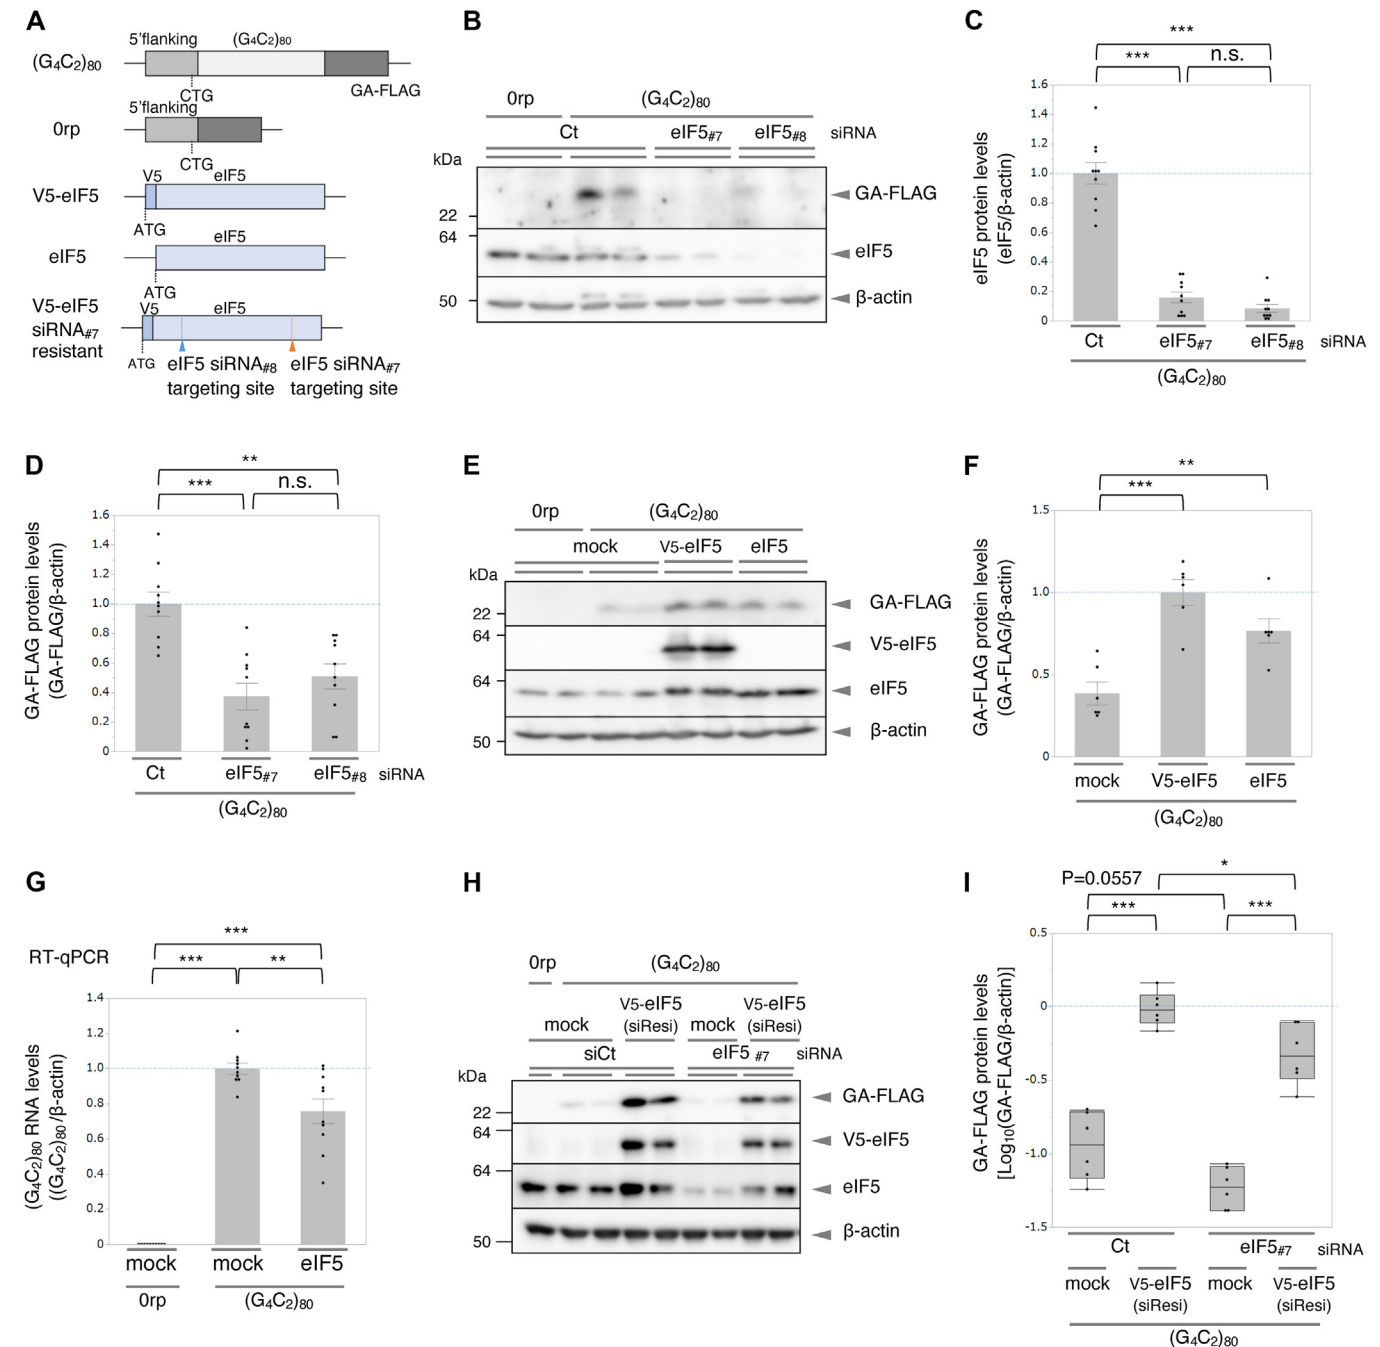 A
5'flanking
(G4C2)80
(G4C2)80
CTG
GA-FLAG
5'flanking
0rp
CTG
V5
eIF5
V5-eIF5
ATG
eIF5
eIF5
ATG
V5-eIF5
siRNA#7
resistant
V5
eIF5
ATG
eIF5 siRNA#8
targeting site
eIF5 siRNA#7
targeting site
B
0rp
(G4C2)80
Ct
eIF5#7
eIF5#8
siRNA
kDa
GA-FLAG
22
64
eIF5
50
β-actin
C
***
***
n.s.
eIF5 protein levels
(eIF5/β-actin)
1.6
1.4
1.2
1.0
0.8
0.6
0.4
0.2
0
Ct
eIF5#7
eIF5#8
siRNA
(G4C2)80
D
**
***
n.s.
GA-FLAG protein levels
(GA-FLAG/β-actin)
1.6
1.4
1.2
1.0
0.8
0.6
0.4
0.2
0
Ct
eIF5#7
eIF5#8
siRNA
(G4C2)80
E
0rp
(G4C2)80
mock
V5-eIF5
eIF5
kDa
GA-FLAG
22
64
V5-eIF5
64
eIF5
β-actin
50
F
**
***
GA-FLAG protein levels
(GA-FLAG/β-actin)
1.5
1.0
0.5
0
mock
V5-eIF5
eIF5
(G4C2)80
G
RT-qPCR
***
***
**
(G4C2)80 RNA levels
((G4C2)80/β-actin)
1.4
1.2
1.0
0.8
0.6
0.4
0.2
0
mock
mock
eIF5
0rp
(G4C2)80
H
0rp
(G4C2)80
mock
V5-eIF5
(siResi)
mock
V5-eIF5
(siResi)
siCt
eIF5 #7
siRNA
kDa
GA-FLAG
22
64
V5-eIF5
64
eIF5
β-actin
50
I
P=0.0557
*
***
***
GA-FLAG protein levels
[Log10(GA-FLAG/β-actin)]
0.5
0
-0.5
-1.0
-1.5
Ct
eIF5#7
siRNA
mock
V5-eIF5
(siResi)
mock
V5-eIF5
(siResi)
(G4C2)80